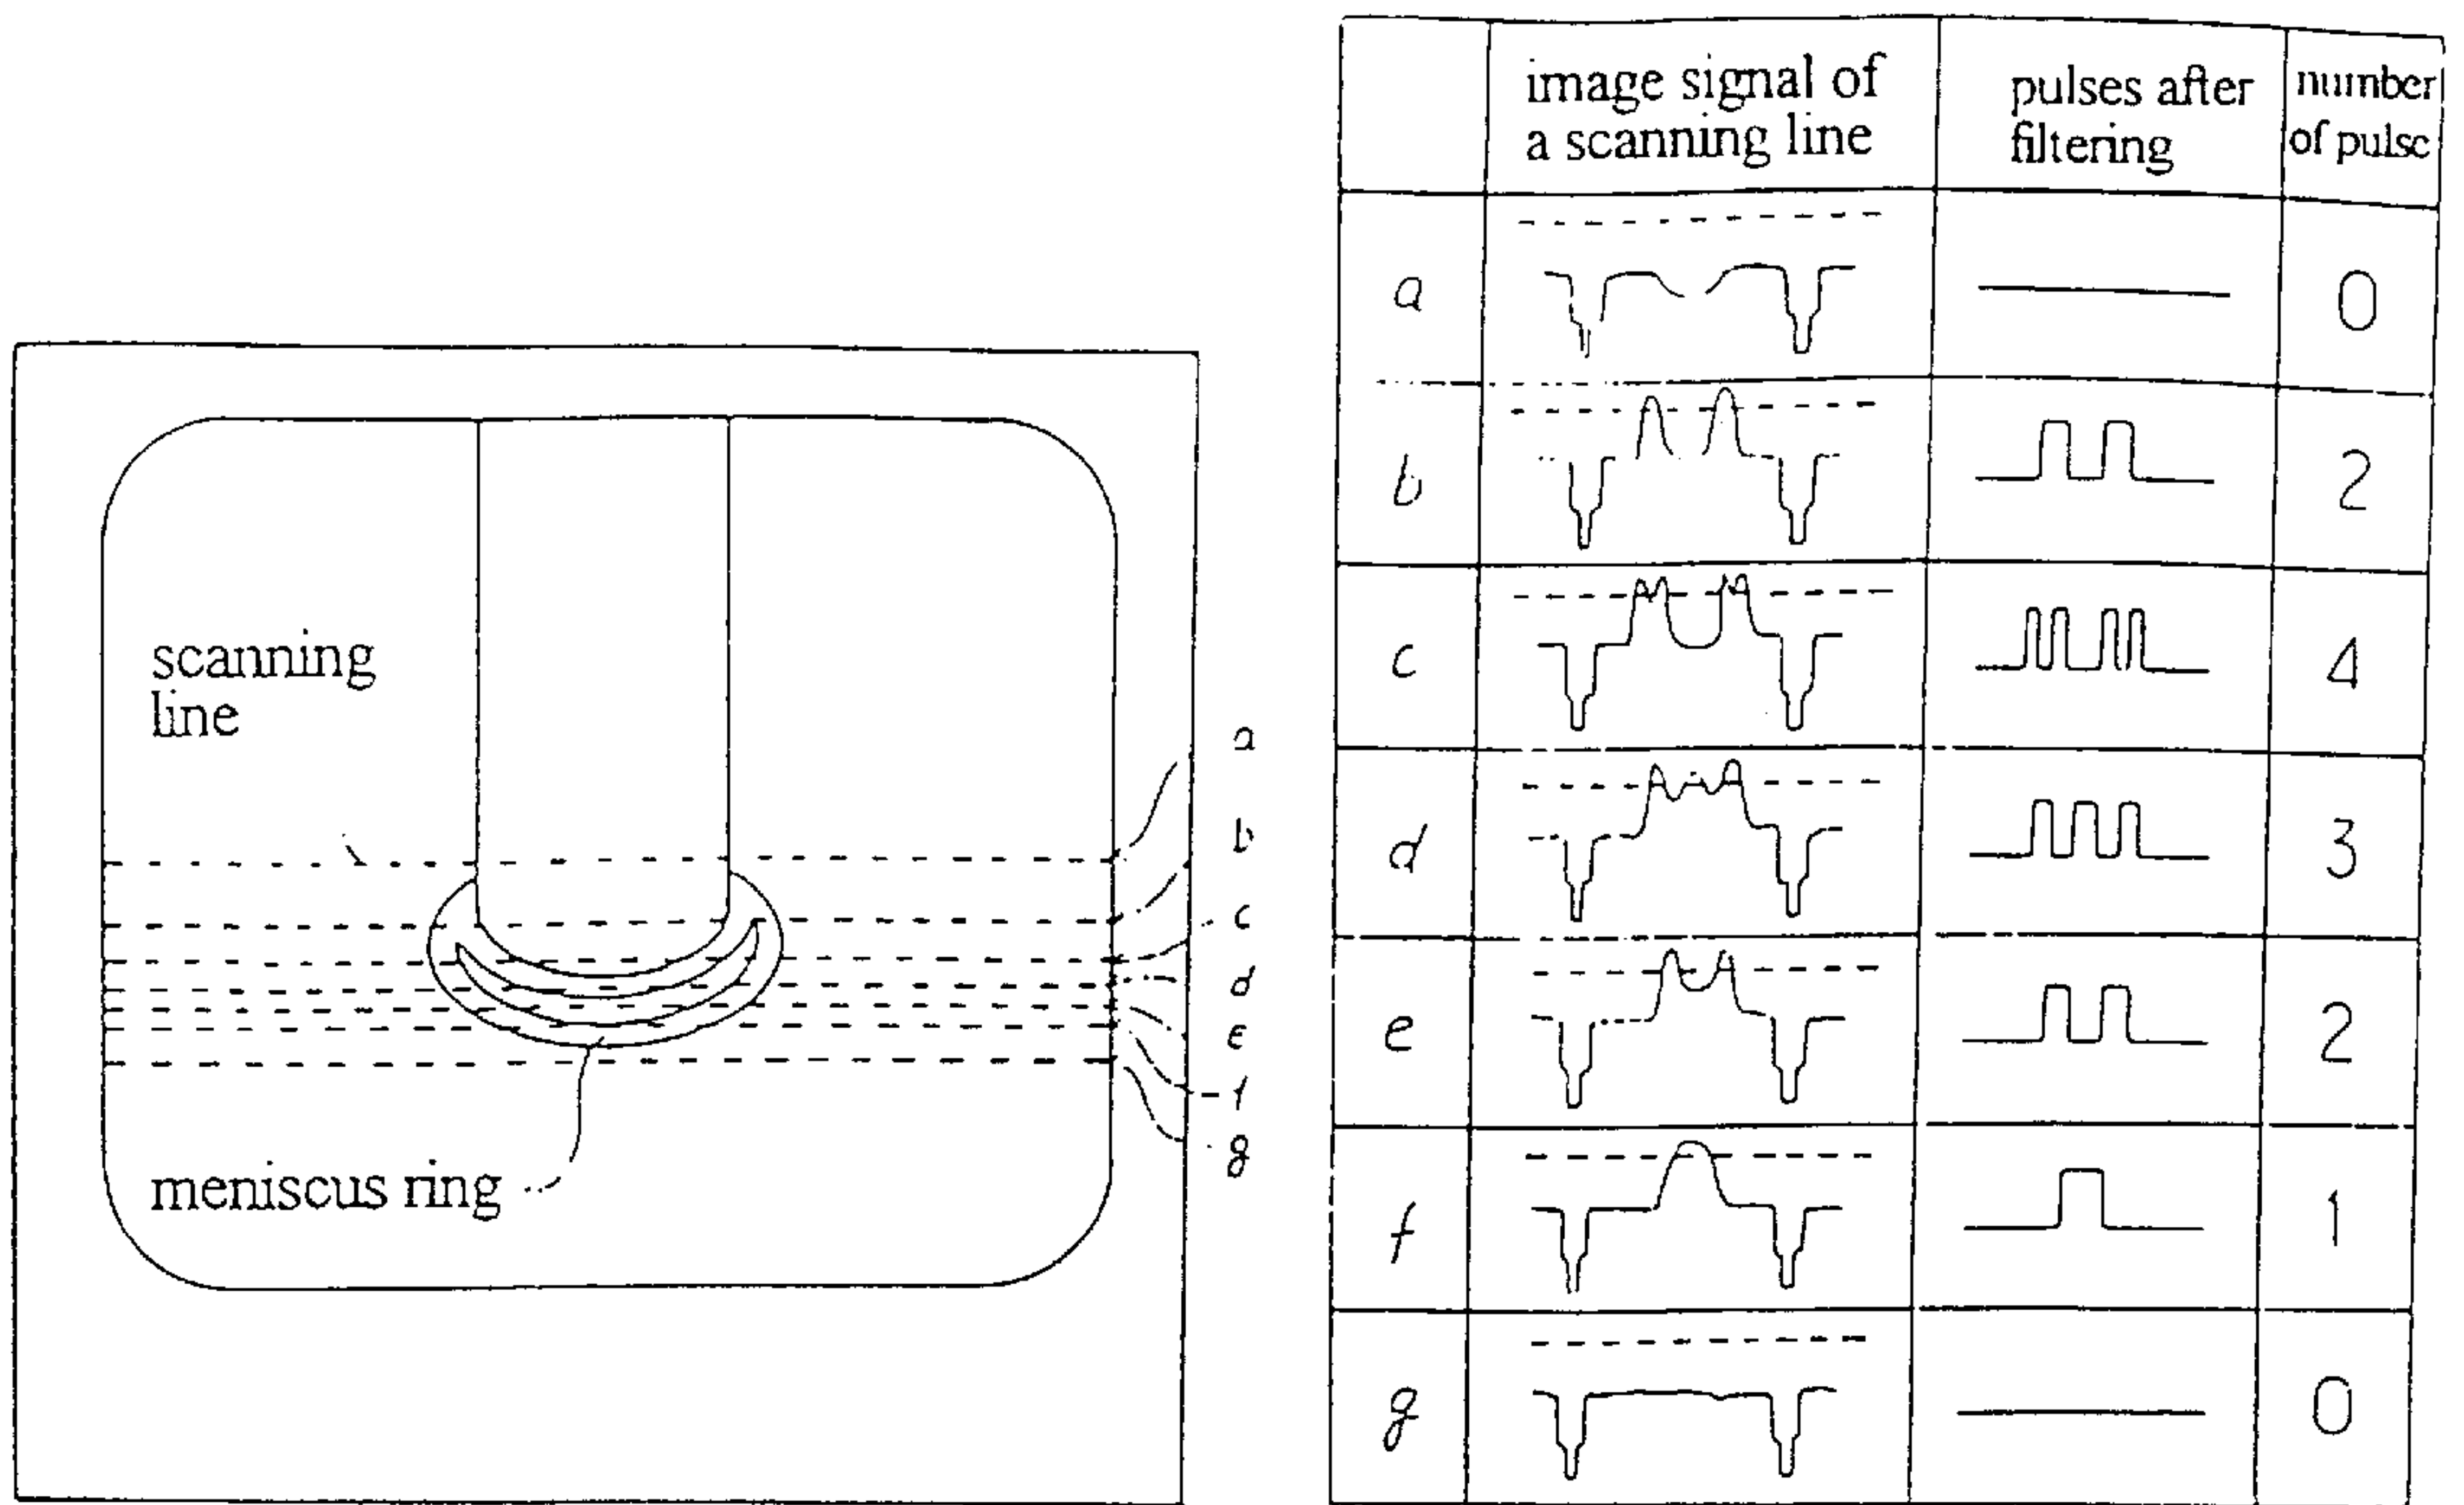 scanning
line
meniscus ring
a
b
c
d
e
f
g
image signal of
a scanning line
pulses after
filtering
number
of pulse
a
0
b
2
c
4
d
3
e
2
f
1
g
0